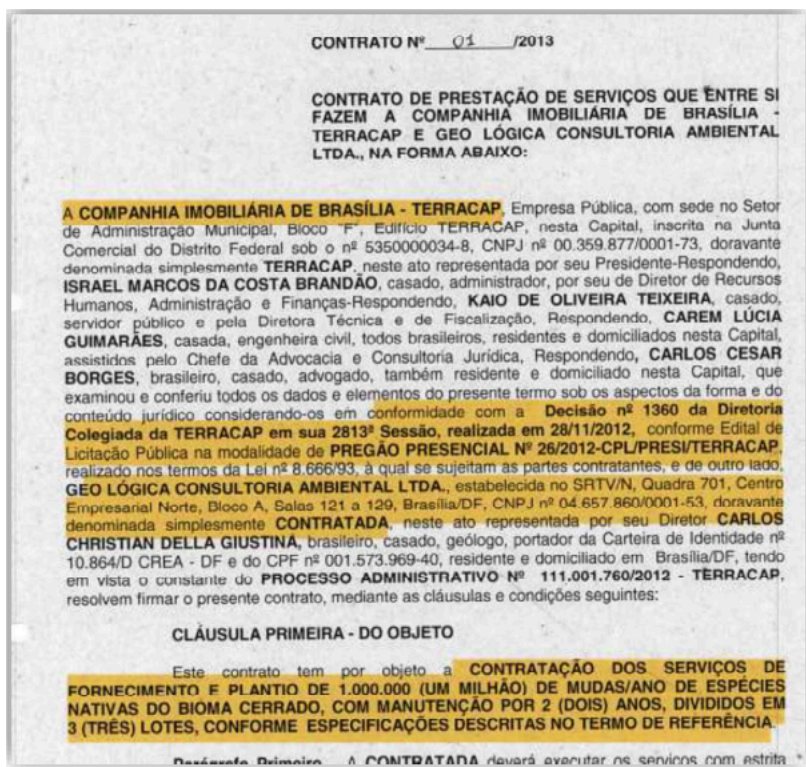 CONTRATO Nº 01 /2013
CONTRATO DE PRESTAÇÃO DE SERVIÇOS QUE ENTRE SI
FAZEM A COMPANHIA IMOBILIÁRIA DE BRASÍLIA -
TERRACAP E GEO LÓGICA CONSULTORIA AMBIENTAL
LTDA., NA FORMA ABAIXO:
A COMPANHIA IMOBILIÁRIA DE BRASÍLIA - TERRACAP, Empresa Pública, com sede no Setor
de Administração Municipal, Bloco "F", Edifício TERRACAP, nesta Capital, inscrita na Junta
Comercial do Distrito Federal sob o nº 5350000034-8, CNPJ nº 00.359.877/0001-73, doravante
denominada simplesmente TERRACAP, neste ato representada por seu Presidente-Respondendo,
ISRAEL MARCOS DA COSTA BRANDÃO, casado, administrador, por seu de Diretor de Recursos
Humanos, Administração e Finanças-Respondendo, KAIO DE OLIVEIRA TEIXEIRA, casado,
servidor público e pela Diretora Técnica e de Fiscalização, Respondendo, CAREM LÚCIA
GUIMARÃES, casada, engenheira civil, todos brasileiros, residentes e domiciliados nesta Capital,
assistidos pelo Chefe da Advocacia e Consultoria Jurídica, Respondendo, CARLOS CESAR
BORGES, brasileiro, casado, advogado, também residente e domiciliado nesta Capital, que
examinou e conferiu todos os dados e elementos do presente termo sob os aspectos da forma e do
conteúdo jurídico considerando-os em conformidade com a Decisão nº 1360 da Diretoria
Colegiada da TERRACAP em sua 2813ª Sessão, realizada em 28/11/2012, conforme Edital de
Licitação Pública na modalidade de PREGÃO PRESENCIAL Nº 26/2012-CPL/PRESI/TERRACAP,
realizado nos termos da Lei nº 8.666/93, à qual se sujeitam as partes contratantes, e de outro lado,
GEO LÓGICA CONSULTORIA AMBIENTAL LTDA., estabelecida no SRTV/N, Quadra 701, Centro
Empresarial Norte, Bloco A, Salas 121 a 129, Brasília/DF, CNPJ nº 04.657.860/0001-53, doravante
denominada simplesmente CONTRATADA, neste ato representada por seu Diretor CARLOS
CHRISTIAN DELLA GIUSTINA, brasileiro, casado, geólogo, portador da Carteira de Identidade nº
10.864/D CREA - DF e do CPF nº 001.573.969-40, residente e domiciliado em Brasília/DF, tendo
em vista o constante do PROCESSO ADMINISTRATIVO Nº 111.001.760/2012 - TERRACAP,
resolvem firmar o presente contrato, mediante as cláusulas e condições seguintes:
CLÁUSULA PRIMEIRA - DO OBJETO
Este contrato tem por objeto a CONTRATAÇÃO DOS SERVIÇOS DE
FORNECIMENTO E PLANTIO DE 1.000.000 (UM MILHÃO) DE MUDAS/ANO DE ESPÉCIES
NATIVAS DO BIOMA CERRADO, COM MANUTENÇÃO POR 2 (DOIS) ANOS, DIVIDIDOS EM
3 (TRÊS) LOTES, CONFORME ESPECIFICAÇÕES DESCRITAS NO TERMO DE REFERÊNCIA.
Parágrafo Primeiro A CONTRATADA deverá executar os serviços com estrita